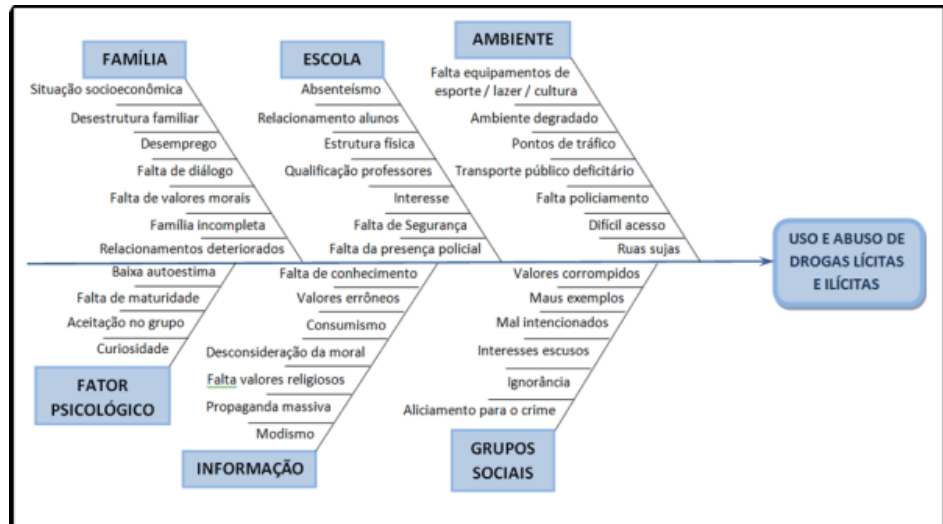 FAMÍLIA
Situação socioeconômica
Desestrutura familiar
Desemprego
Falta de diálogo
Falta de valores morais
Família incompleta
Relacionamentos deteriorados
ESCOLA
Absenteísmo
Relacionamento alunos
Estrutura física
Qualificação professores
Interesse
Falta de Segurança
Falta da presença policial
AMBIENTE
Falta equipamentos de
esporte / lazer / cultura
Ambiente degradado
Pontos de tráfico
Transporte público deficitário
Falta policiamento
Difícil acesso
Ruas sujas
USO E ABUSO DE
DROGAS LÍCITAS
E ILÍCITAS
Baixa autoestima
Falta de maturidade
Aceitação no grupo
Curiosidade
FATOR
PSICOLÓGICO
Falta de conhecimento
Valores errôneos
Consumismo
Desconsideração da moral
Falta valores religiosos
Propaganda massiva
Modismo
INFORMAÇÃO
Valores corrompidos
Maus exemplos
Mal intencionados
Interesses escusos
Ignorância
Aliciamento para o crime
GRUPOS
SOCIAIS